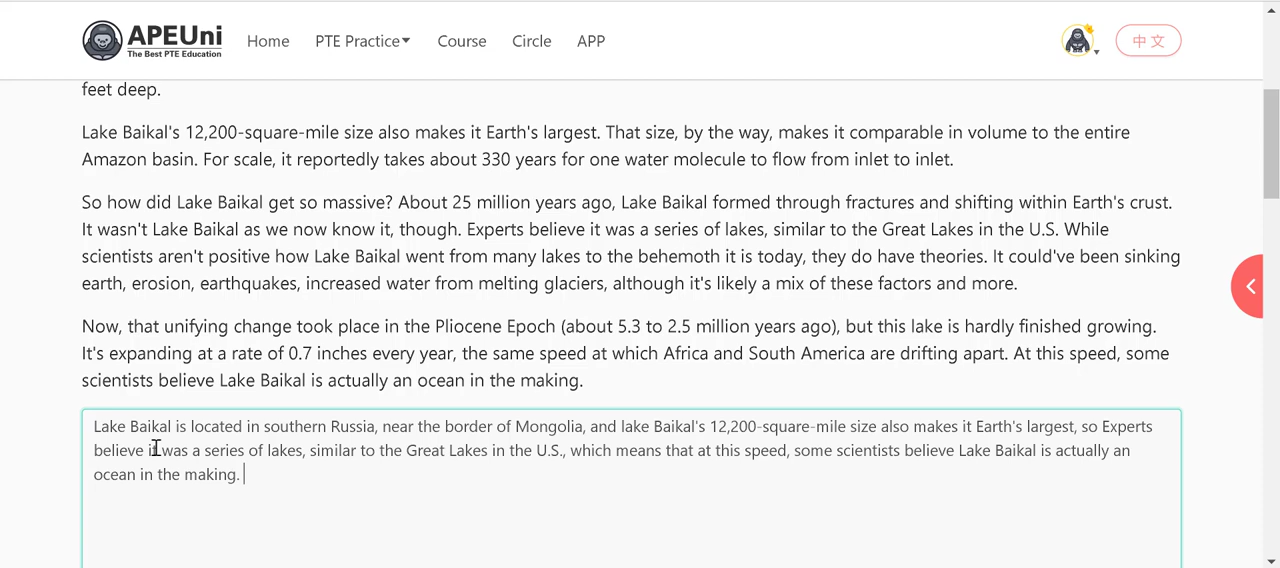 APEUni
The Best PTE Education
Home PTE Practice Course Circle APP 中文
feet deep.
Lake Baikal's 12,200-square-mile size also makes it Earth's largest. That size, by the way, makes it comparable in volume to the entire
Amazon basin. For scale, it reportedly takes about 330 years for one water molecule to flow from inlet to inlet.
So how did Lake Baikal get so massive? About 25 million years ago, Lake Baikal formed through fractures and shifting within Earth's crust.
It wasn't Lake Baikal as we now know it, though. Experts believe it was a series of lakes, similar to the Great Lakes in the U.S. While
scientists aren't positive how Lake Baikal went from many lakes to the behemoth it is today, they do have theories. It could've been sinking
earth, erosion, earthquakes, increased water from melting glaciers, although it's likely a mix of these factors and more.
Now, that unifying change took place in the Pliocene Epoch (about 5.3 to 2.5 million years ago), but this lake is hardly finished growing.
It's expanding at a rate of 0.7 inches every year, the same speed at which Africa and South America are drifting apart. At this speed, some
scientists believe Lake Baikal is actually an ocean in the making.
Lake Baikal is located in southern Russia, near the border of Mongolia, and lake Baikal's 12,200-square-mile size also makes it Earth's largest, so Experts
believe it was a series of lakes, similar to the Great Lakes in the U.S., which means that at this speed, some scientists believe Lake Baikal is actually an
ocean in the making.